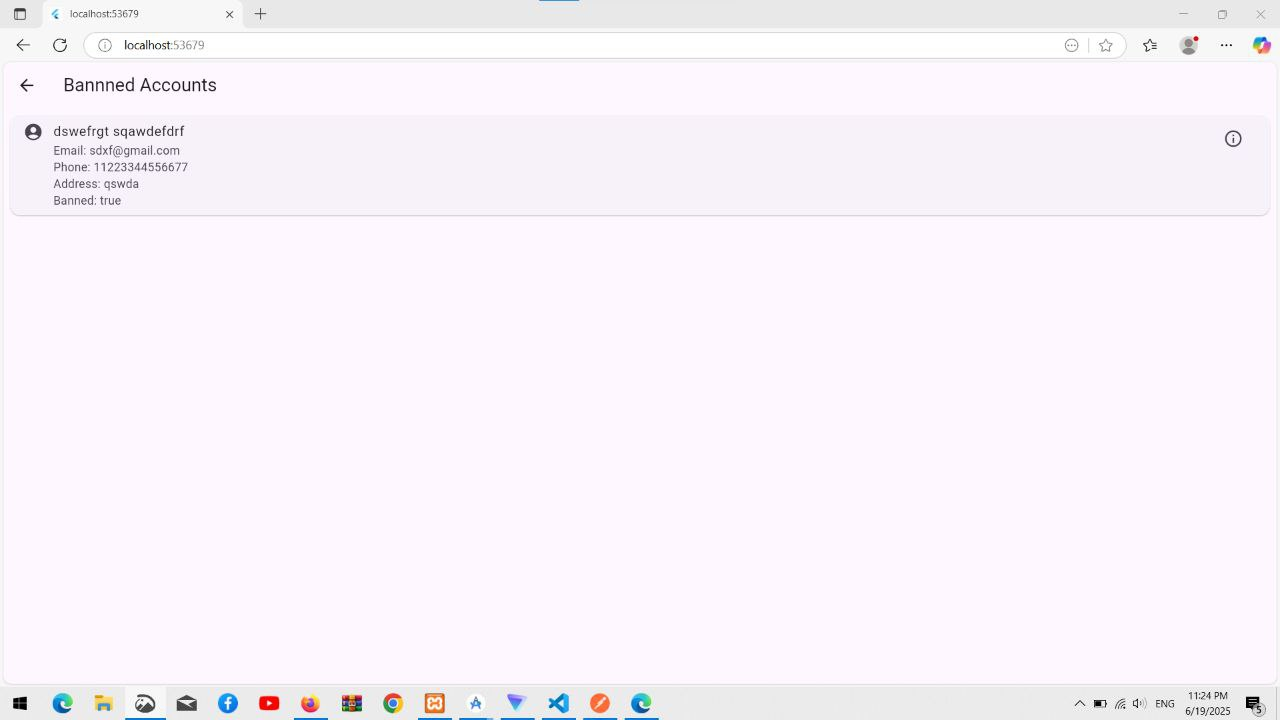 localhost:53679
localhost:53679
Bannned Accounts
dswefrgt sqawdefdrf
Email: sdxf@gmail.com
Phone: 11223344556677
Address: qswda
Banned: true
ENG
11:24 PM
6/19/2025
5